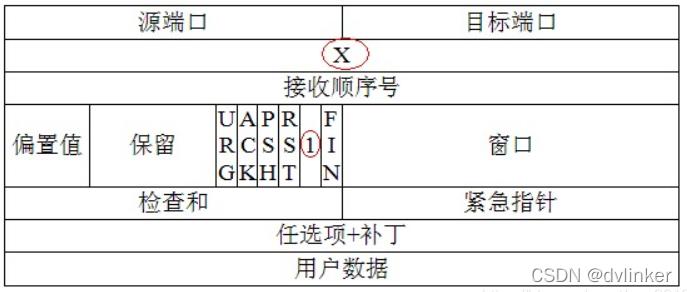 源端口 目标端口
X
接收顺序号
偏置值 保留 URG ACK PSH RST 1 FIN 窗口
检查和 紧急指针
任选项+补丁
用户数据
CSDN @dvlinker